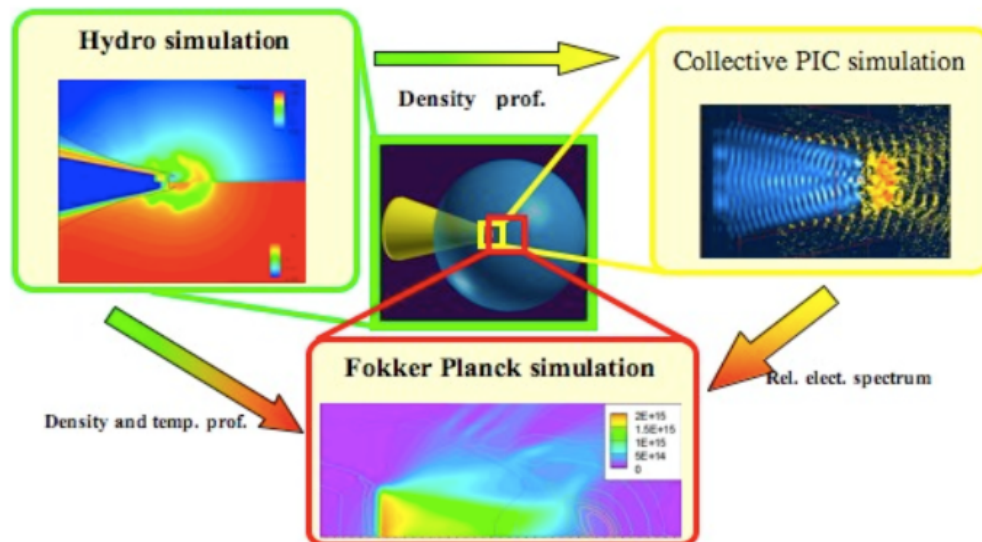 Hydro simulation
Density prof.
Collective PIC simulation
Fokker Planck simulation
Density and temp. prof.
Rel. elect. spectrum
2E+15
1.5E+15
1E+15
5E+14
0